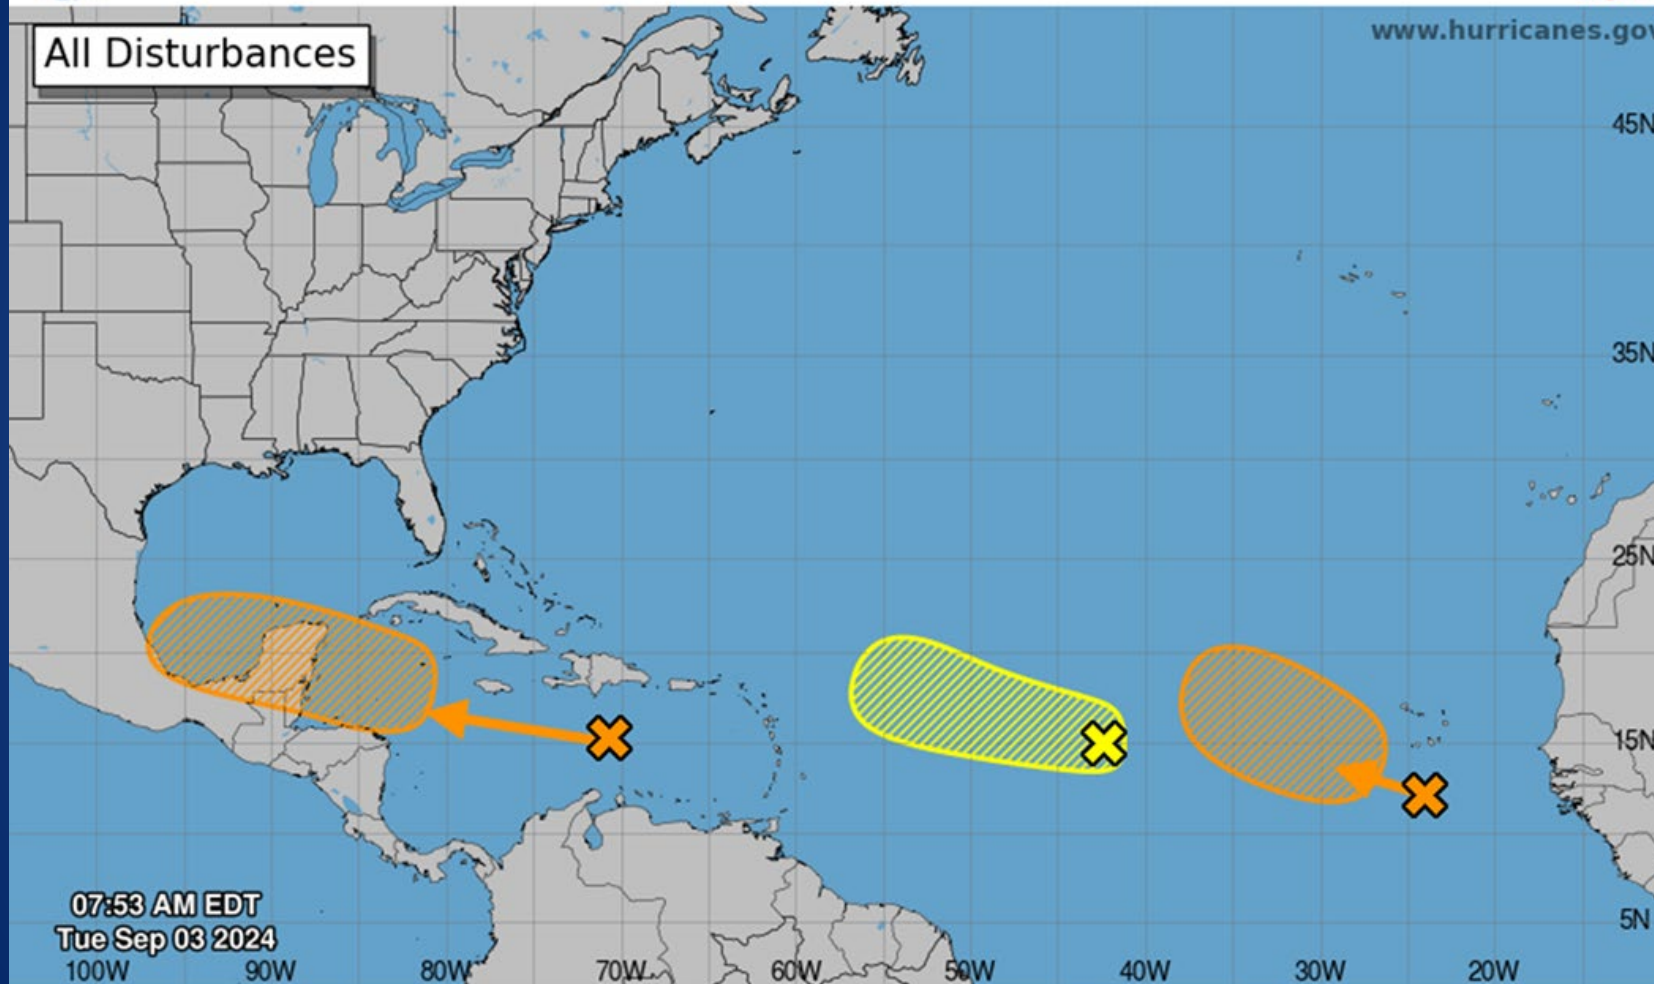 All Disturbances
www.hurricanes.gov
45N
35N
25N
15N
5N
07:53 AM EDT
Tue Sep 03 2024
100W 90W 80W 70W 60W 50W 40W 30W 20W